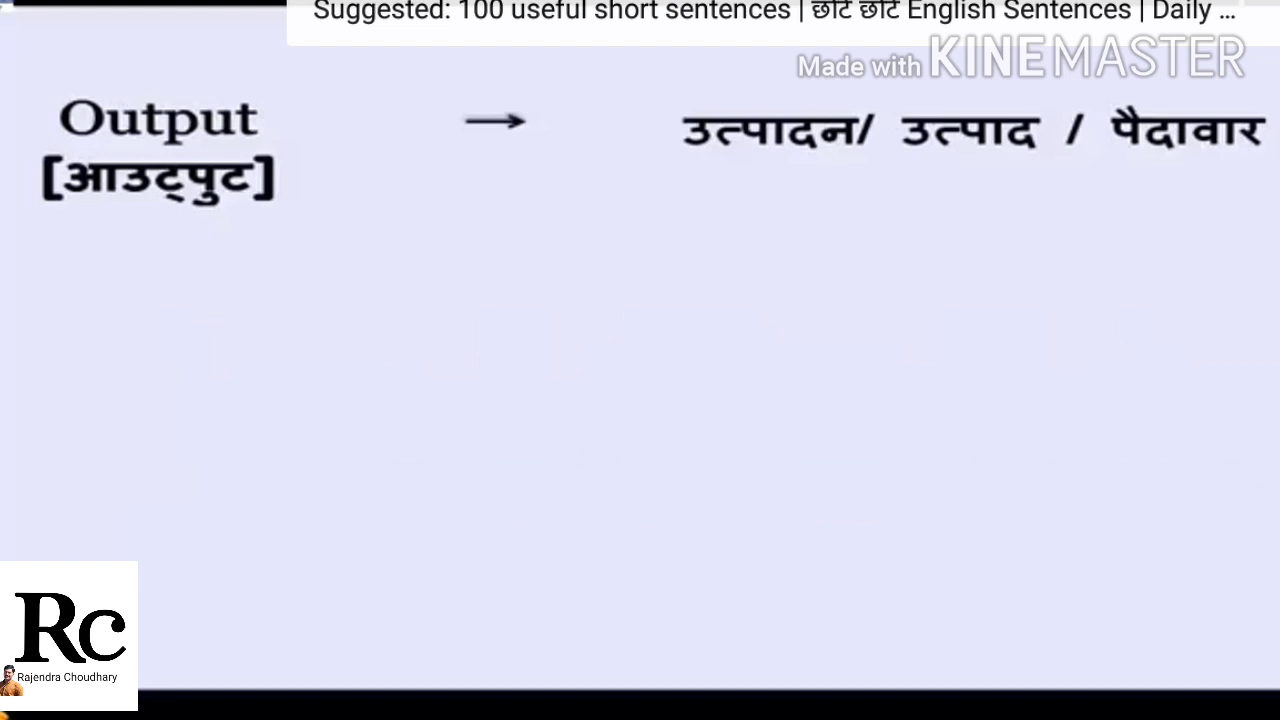 Suggested: 100 useful short sentences | छोटे छोटे English Sentences | Daily ...
Made with KINEMASTER
Output → उत्पादन/ उत्पाद / पैदावार
[आउट्पुट]
Rc
Rajendra Choudhary